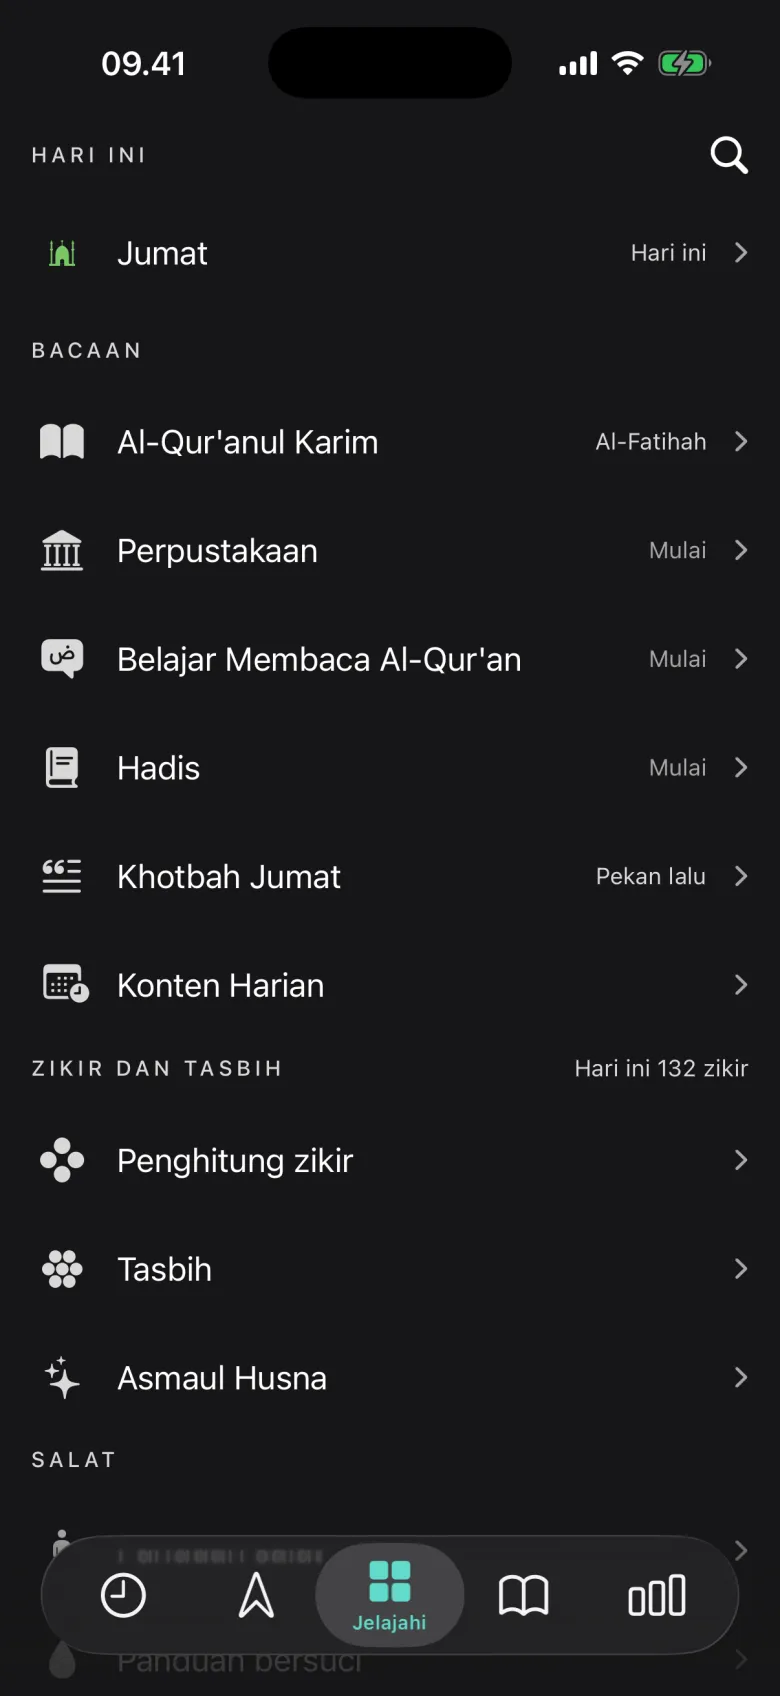 09.41
HARI INI
Jumat
Hari ini
BACAAN
Al-Qur'anul Karim
Al-Fatihah
Perpustakaan
Mulai
ض
Belajar Membaca Al-Qur'an
Mulai
Hadis
Mulai
Khotbah Jumat
Pekan lalu
Konten Harian
ZIKIR DAN TASBIH
Hari ini 132 zikir
Penghitung zikir
Tasbih
Asmaul Husna
SALAT
Jelajahi
Panduan bersuci